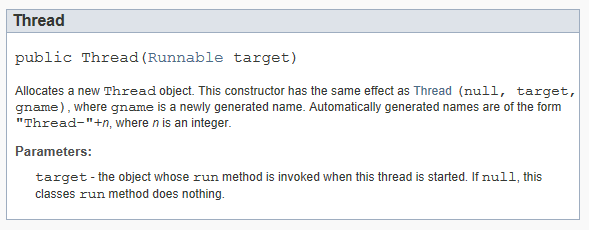 Thread
public Thread(Runnable target)
Allocates a new Thread object. This constructor has the same effect as Thread (null, target,
gname), where gname is a newly generated name. Automatically generated names are of the form
"Thread-"+n, where n is an integer.
Parameters:
target - the object whose run method is invoked when this thread is started. If null, this
classes run method does nothing.